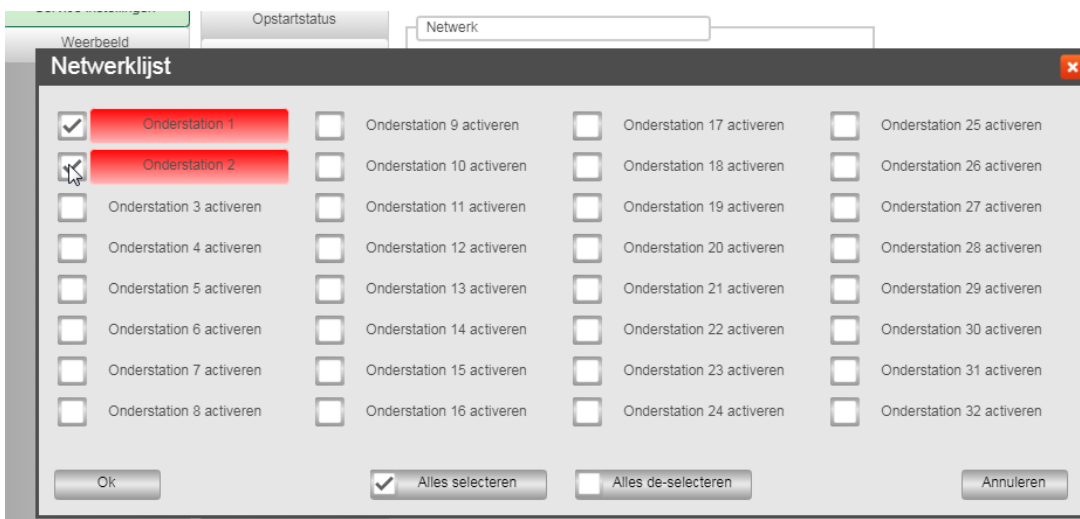 Service instellingen
Opstartstatus
Netwerk
Weerbeeld
Netwerklijst
Onderstation 1
Onderstation 9 activeren
Onderstation 17 activeren
Onderstation 25 activeren
Onderstation 2
Onderstation 10 activeren
Onderstation 18 activeren
Onderstation 26 activeren
Onderstation 3 activeren
Onderstation 11 activeren
Onderstation 19 activeren
Onderstation 27 activeren
Onderstation 4 activeren
Onderstation 12 activeren
Onderstation 20 activeren
Onderstation 28 activeren
Onderstation 5 activeren
Onderstation 13 activeren
Onderstation 21 activeren
Onderstation 29 activeren
Onderstation 6 activeren
Onderstation 14 activeren
Onderstation 22 activeren
Onderstation 30 activeren
Onderstation 7 activeren
Onderstation 15 activeren
Onderstation 23 activeren
Onderstation 31 activeren
Onderstation 8 activeren
Onderstation 16 activeren
Onderstation 24 activeren
Onderstation 32 activeren
Ok
Alles selecteren
Alles de-selecteren
Annuleren